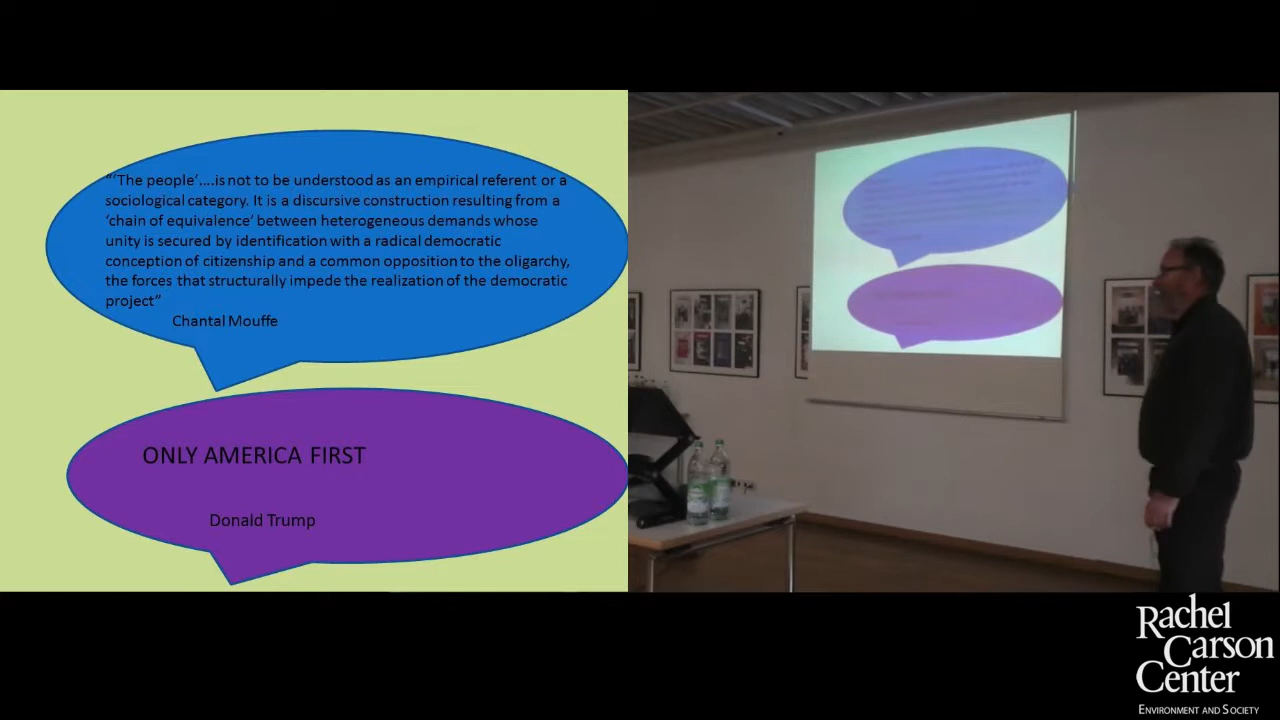 “‘The people’....is not to be understood as an empirical referent or a
sociological category. It is a discursive construction resulting from a
‘chain of equivalence’ between heterogeneous demands whose
unity is secured by identification with a radical democratic
conception of citizenship and a common opposition to the oligarchy,
the forces that structurally impede the realization of the democratic
project”
Chantal Mouffe
ONLY AMERICA FIRST
Donald Trump
Rachel
Carson
Center
ENVIRONMENT AND SOCIETY